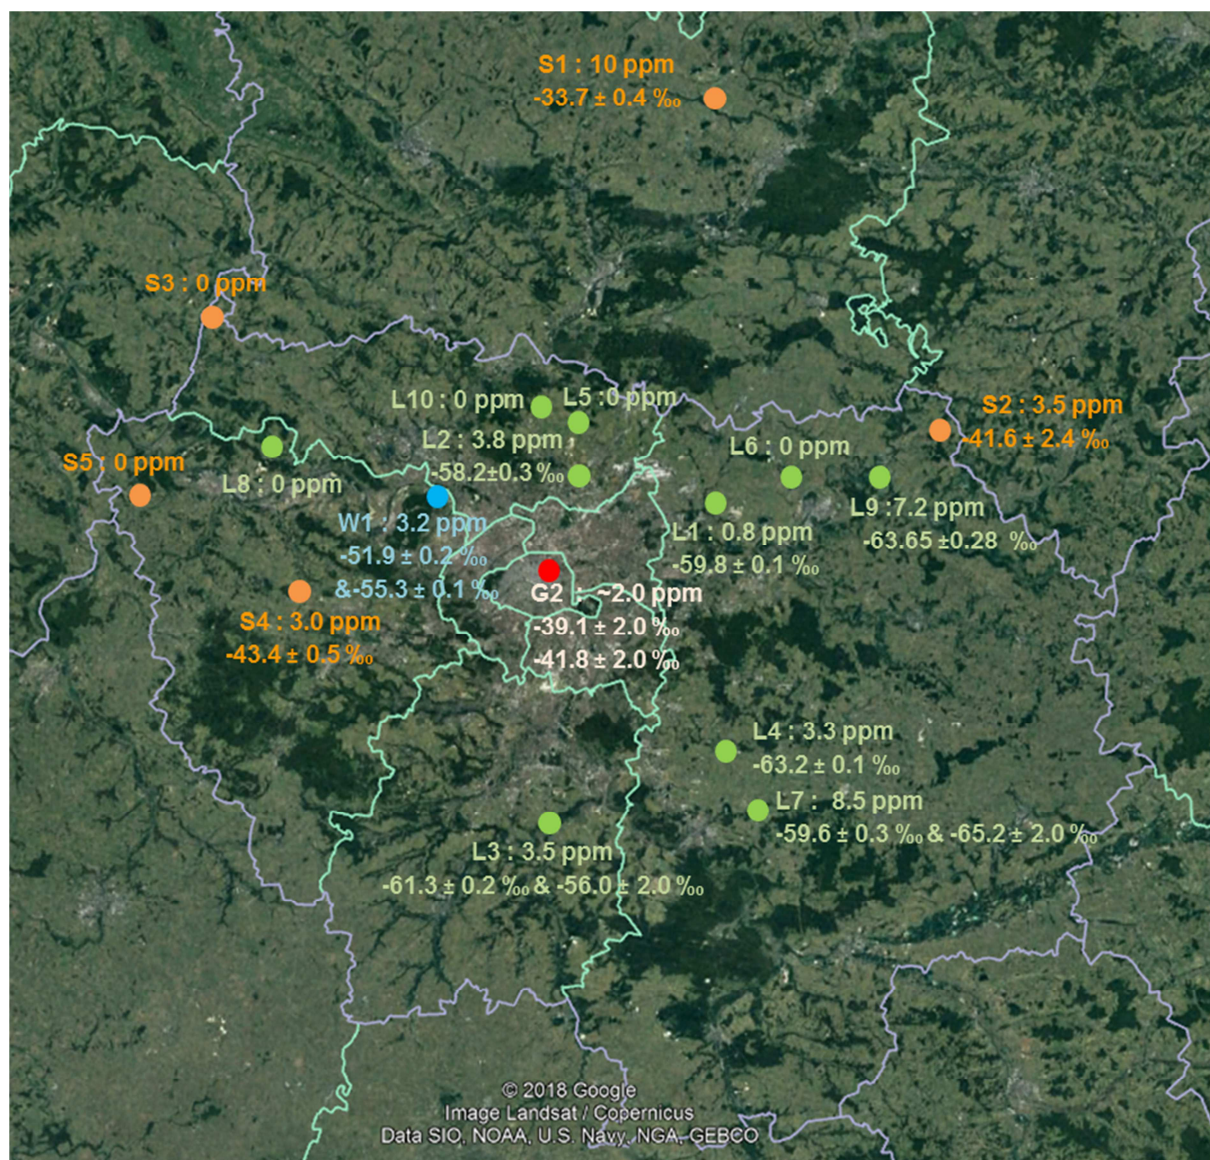 S1 : 10 ppm
-33.7 ± 0.4 ‰
S3 : 0 ppm
L10 : 0 ppm
L5 :0 ppm
S2 : 3.5 ppm
-41.6 ± 2.4 ‰
L2 : 3.8 ppm
-58.2±0.3 ‰
L6 : 0 ppm
S5 : 0 ppm
L8 : 0 ppm
L9 :7.2 ppm
-63.65 ±0.28 ‰
W1 : 3.2 ppm
-51.9 ± 0.2 ‰
&-55.3 ± 0.1 ‰
L1 : 0.8 ppm
-59.8 ± 0.1 ‰
G2 : ~2.0 ppm
-39.1 ± 2.0 ‰
-41.8 ± 2.0 ‰
S4 : 3.0 ppm
-43.4 ± 0.5 ‰
L4 : 3.3 ppm
-63.2 ± 0.1 ‰
L7 : 8.5 ppm
-59.6 ± 0.3 ‰ & -65.2 ± 2.0 ‰
L3 : 3.5 ppm
-61.3 ± 0.2 ‰ & -56.0 ± 2.0 ‰
© 2018 Google
Image Landsat / Copernicus
Data SIO, NOAA, U.S. Navy, NGA, GEBCO